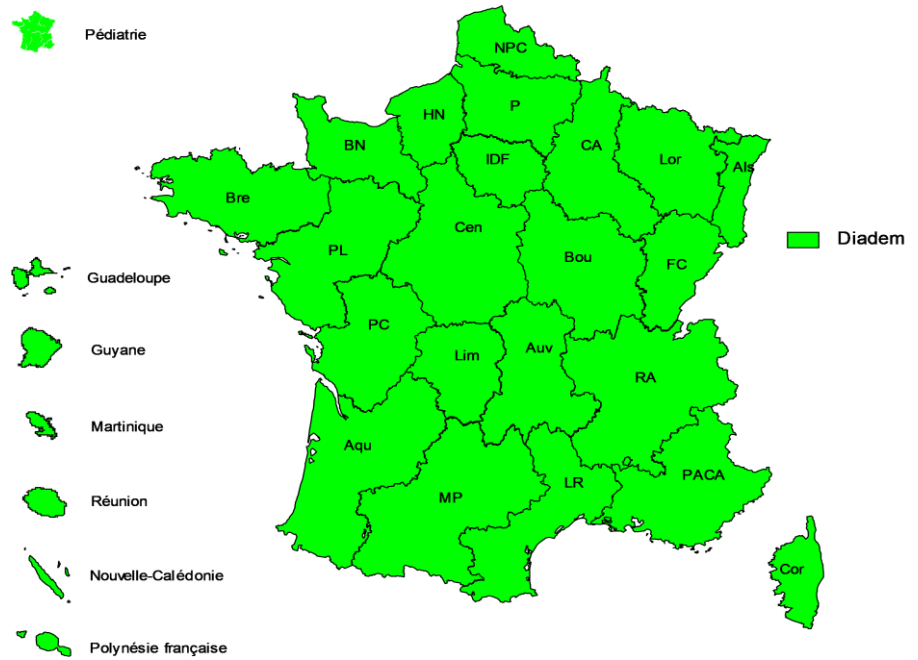 Pédiatrie
NPC
P
HN
BN
IDF
CA
Lor
Als
Bre
Cen
PL
Bou
FC
Diadem
Guadeloupe
PC
Guyane
Lim
Auv
RA
Martinique
Aqu
PACA
LR
MP
Réunion
Nouvelle-Calédonie
Cor
Polynésie française